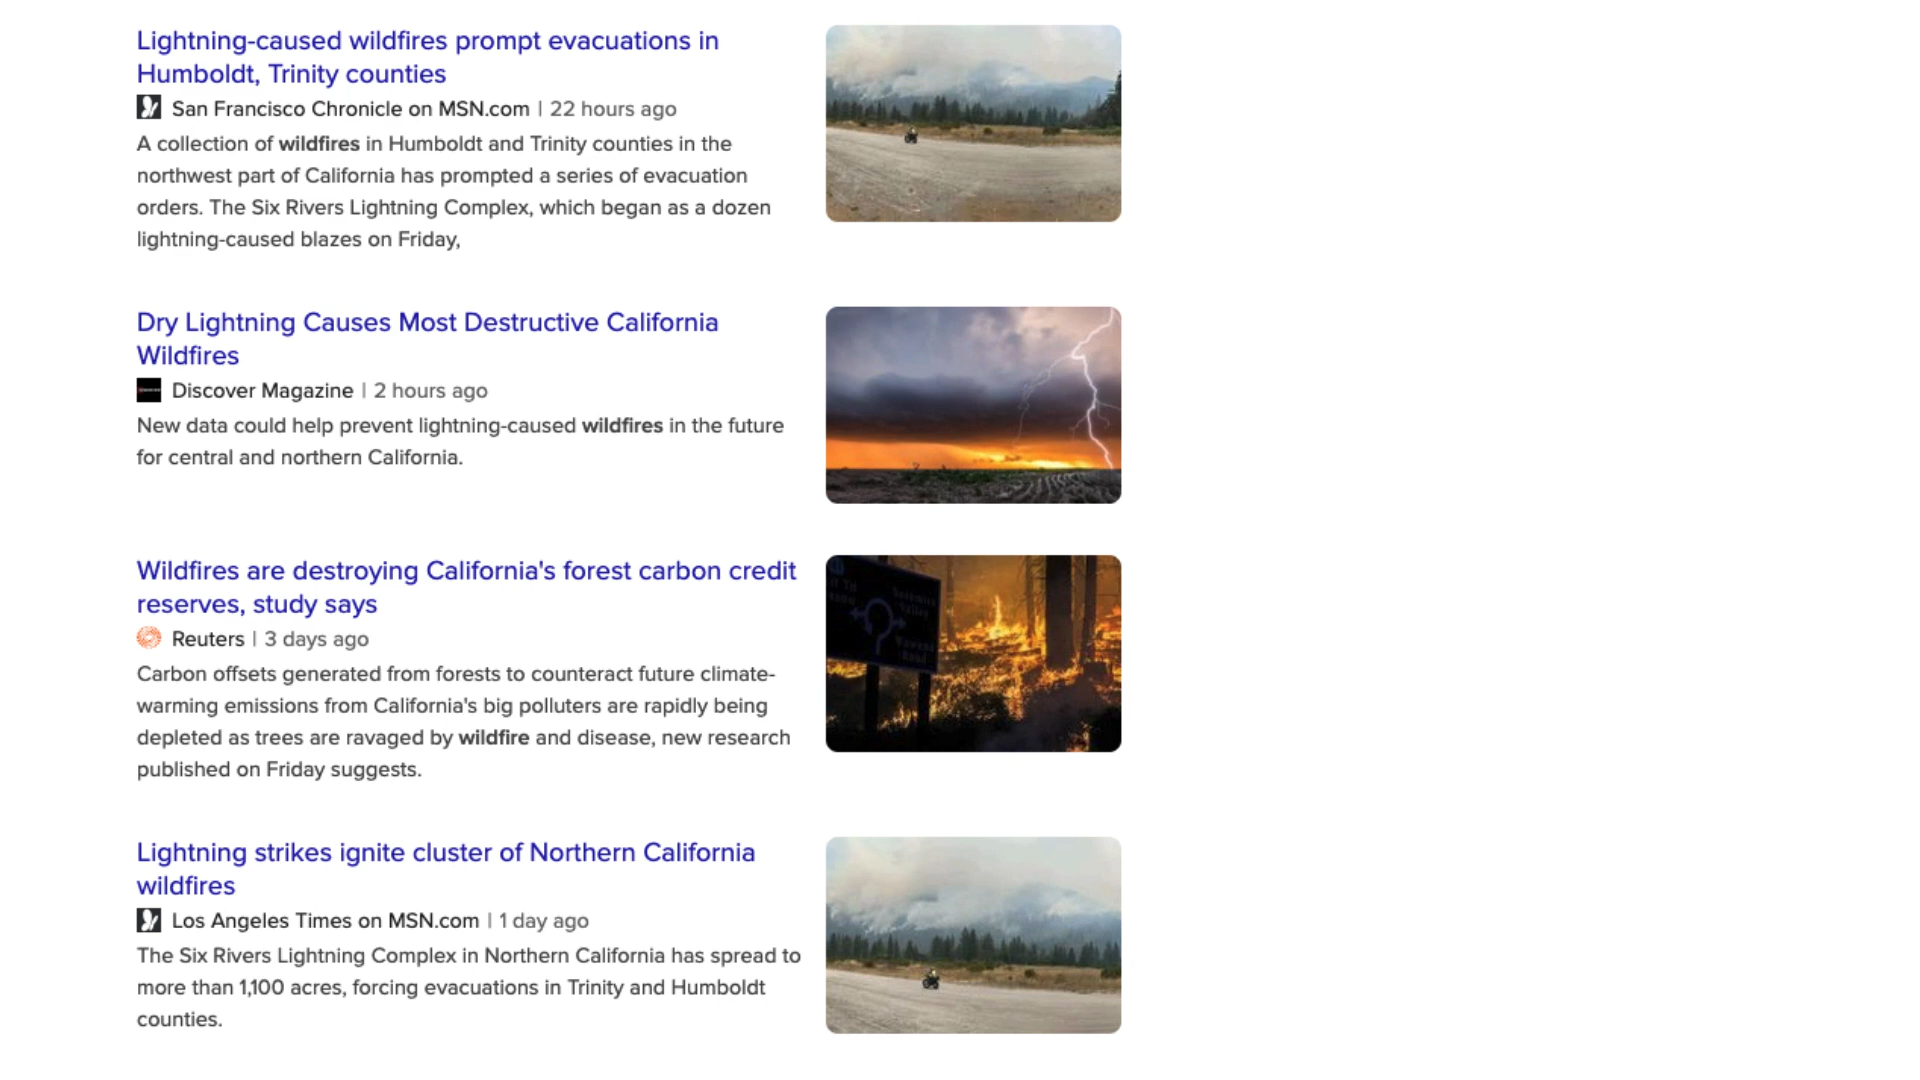 Lightning-caused wildfires prompt evacuations in
Humboldt, Trinity counties
San Francisco Chronicle on MSN.com | 22 hours ago
A collection of wildfires in Humboldt and Trinity counties in the
northwest part of California has prompted a series of evacuation
orders. The Six Rivers Lightning Complex, which began as a dozen
lightning-caused blazes on Friday,
Dry Lightning Causes Most Destructive California
Wildfires
Discover Magazine | 2 hours ago
New data could help prevent lightning-caused wildfires in the future
for central and northern California.
Wildfires are destroying California's forest carbon credit
reserves, study says
Reuters | 3 days ago
Carbon offsets generated from forests to counteract future climate-
warming emissions from California's big polluters are rapidly being
depleted as trees are ravaged by wildfire and disease, new research
published on Friday suggests.
Lightning strikes ignite cluster of Northern California
wildfires
Los Angeles Times on MSN.com | 1 day ago
The Six Rivers Lightning Complex in Northern California has spread to
more than 1,100 acres, forcing evacuations in Trinity and Humboldt
counties.